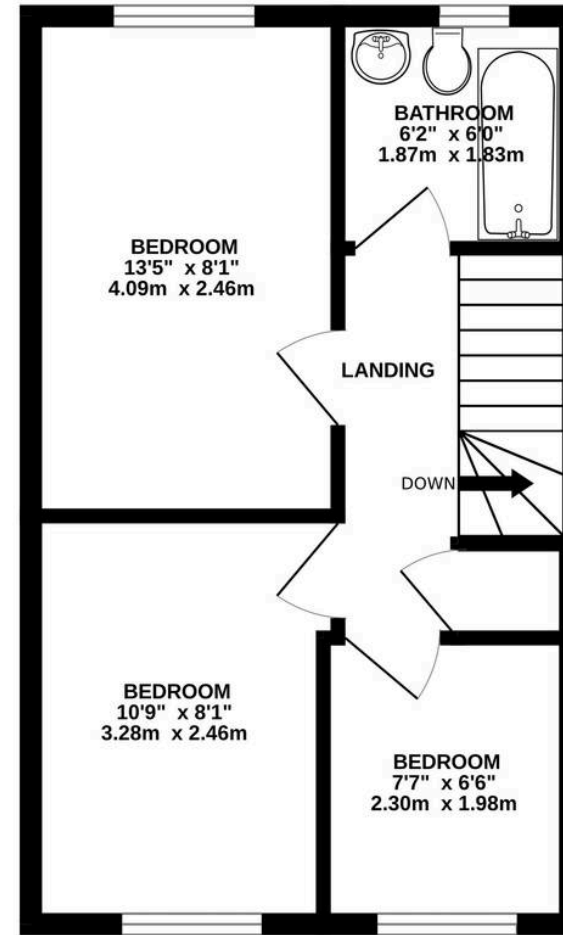 BATHROOM
6'2" x 6'0"
1.87m x 1.83m
BEDROOM
13'5" x 8'1"
4.09m x 2.46m
LANDING
DOWN
BEDROOM
10'9" x 8'1"
3.28m x 2.46m
BEDROOM
7'7" x 6'6"
2.30m x 1.98m